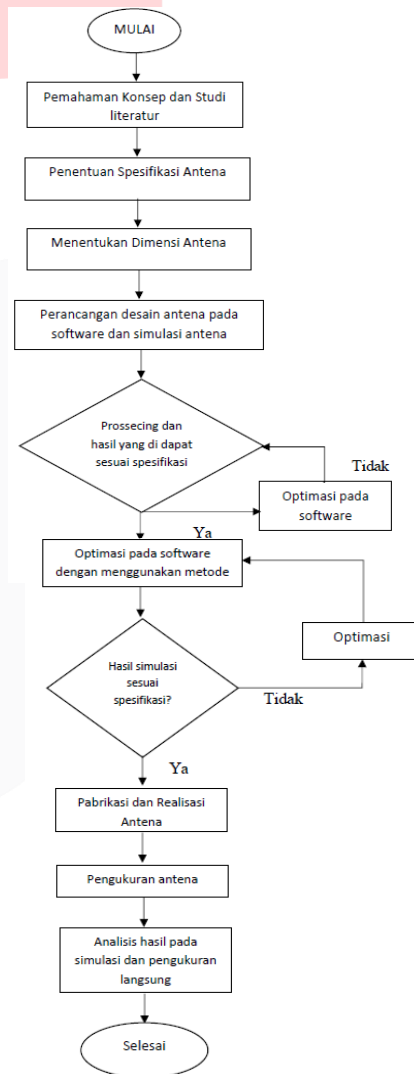 MULAI
Pemahaman Konsep dan Studi
literatur
Penentuan Spesifikasi Antena
Menentukan Dimensi Antena
Perancangan desain antena pada
software dan simulasi antena
Prossecing dan
hasil yang di dapat
sesuai spesifikasi
Tidak
Optimasi pada
software
Ya
Optimasi pada software
dengan menggunakan metode
Optimasi
Hasil simulasi
sesuai
spesifikasi?
Tidak
Ya
Pabrikasi dan Realisasi
Antena
Pengukuran antena
Analisis hasil pada
simulasi dan pengukuran
langsung
Selesai